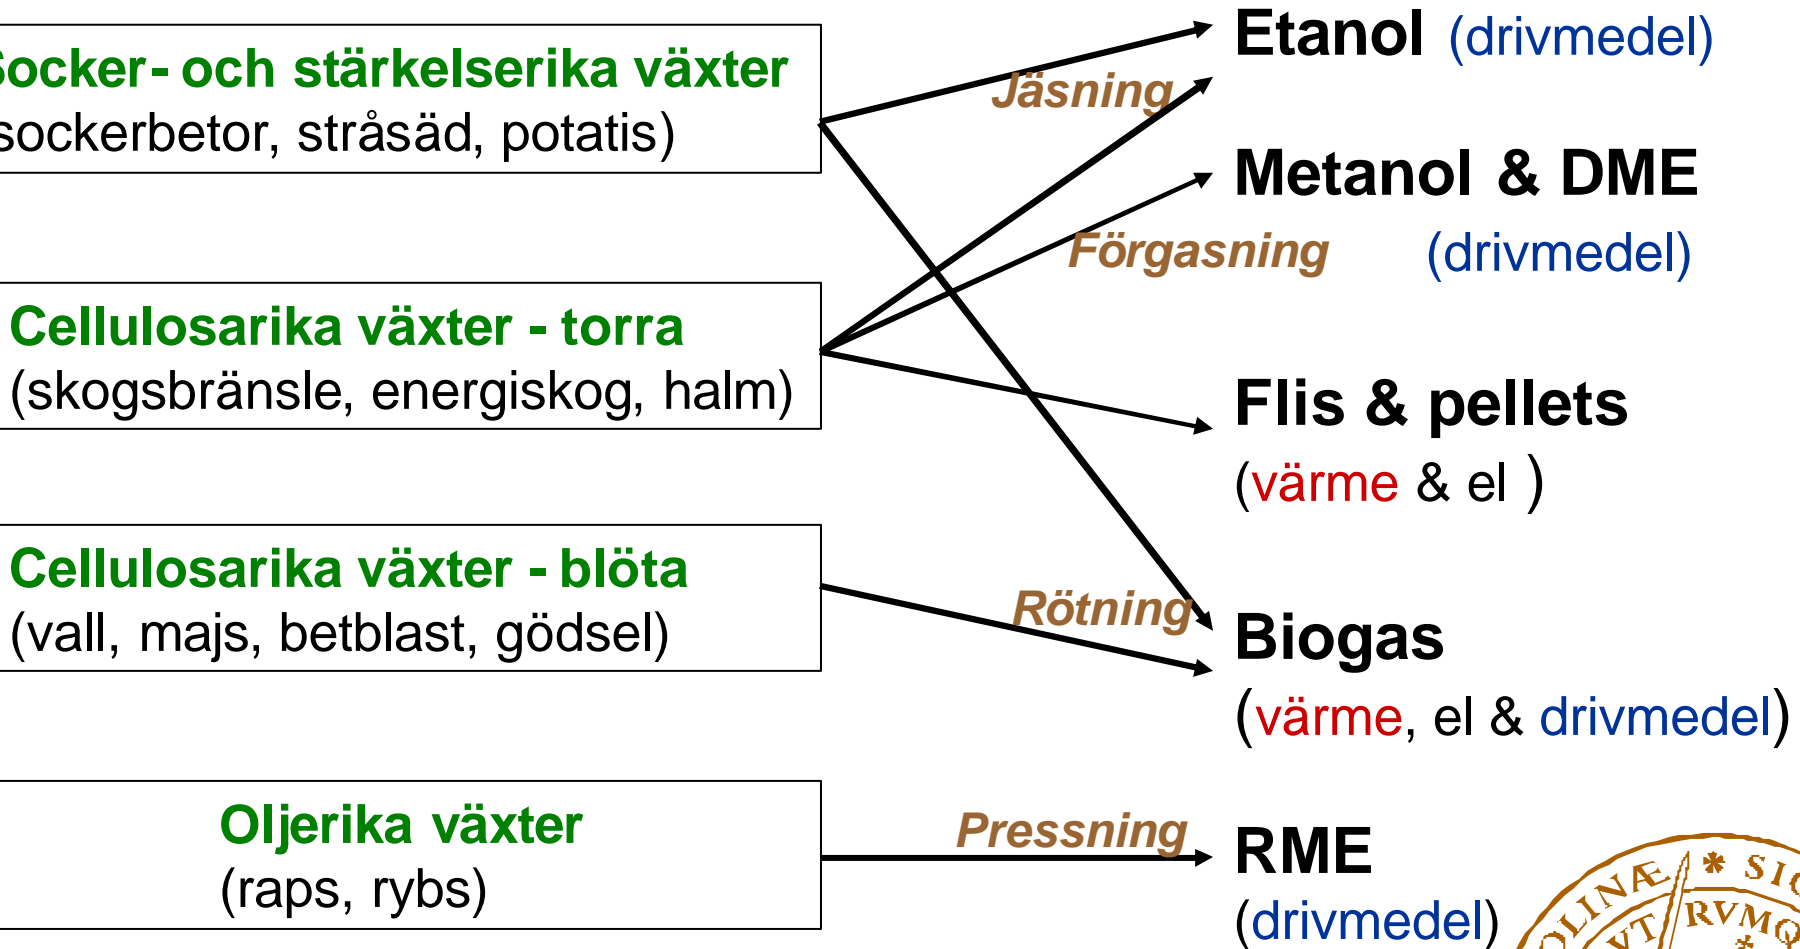 Socker- och stärkelserika växter
sockerbetor, stråsäd, potatis)
Cellulosarika växter - torra
(skogsbränsle, energiskog, halm)
Cellulosarika växter - blöta
(vall, majs, betblast, gödsel)
Oljerika växter
(raps, rybs)
Jäsning
Förgasning
Rötning
Pressning
Etanol (drivmedel)
Metanol & DME
(drivmedel)
Flis & pellets
(värme & el )
Biogas
(värme, el & drivmedel)
RME
(drivmedel)